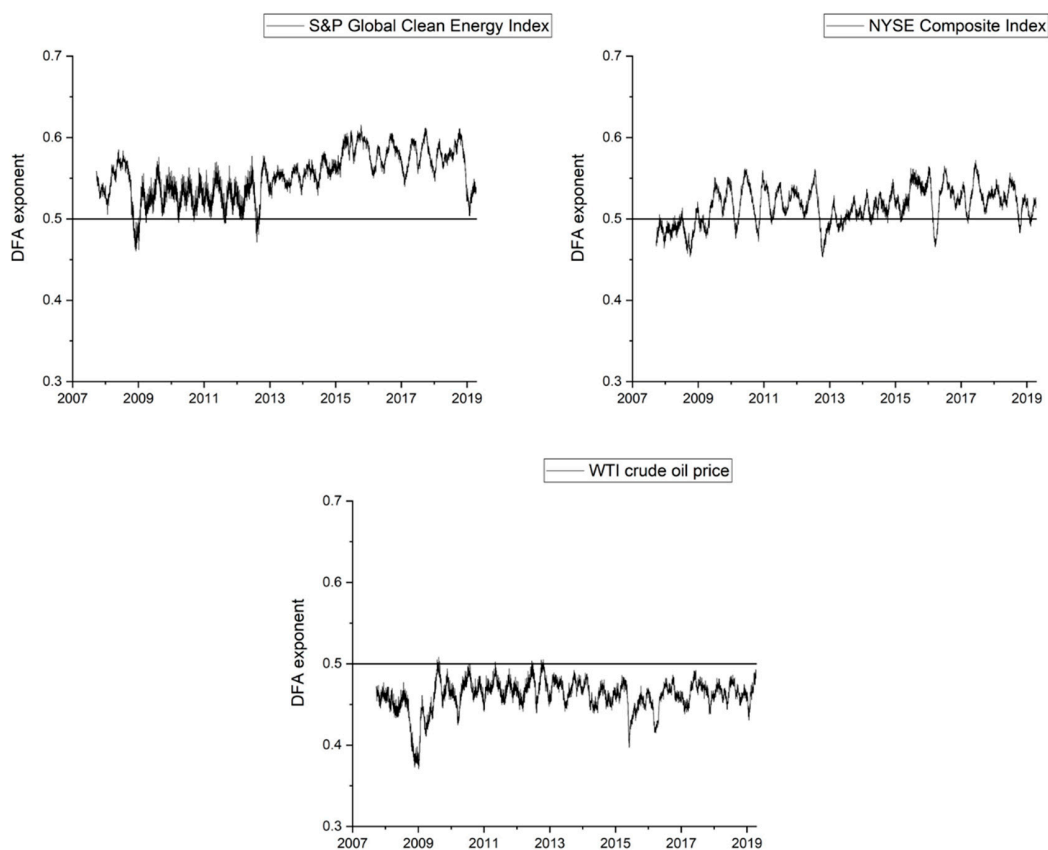 S&P Global Clean Energy Index
0.7
0.6
0.5
0.4
0.3
DFA exponent
2007 2009 2011 2013 2015 2017 2019
NYSE Composite Index
0.7
0.6
0.5
0.4
0.3
DFA exponent
2007 2009 2011 2013 2015 2017 2019
WTI crude oil price
0.7
0.6
0.5
0.4
0.3
DFA exponent
2007 2009 2011 2013 2015 2017 2019